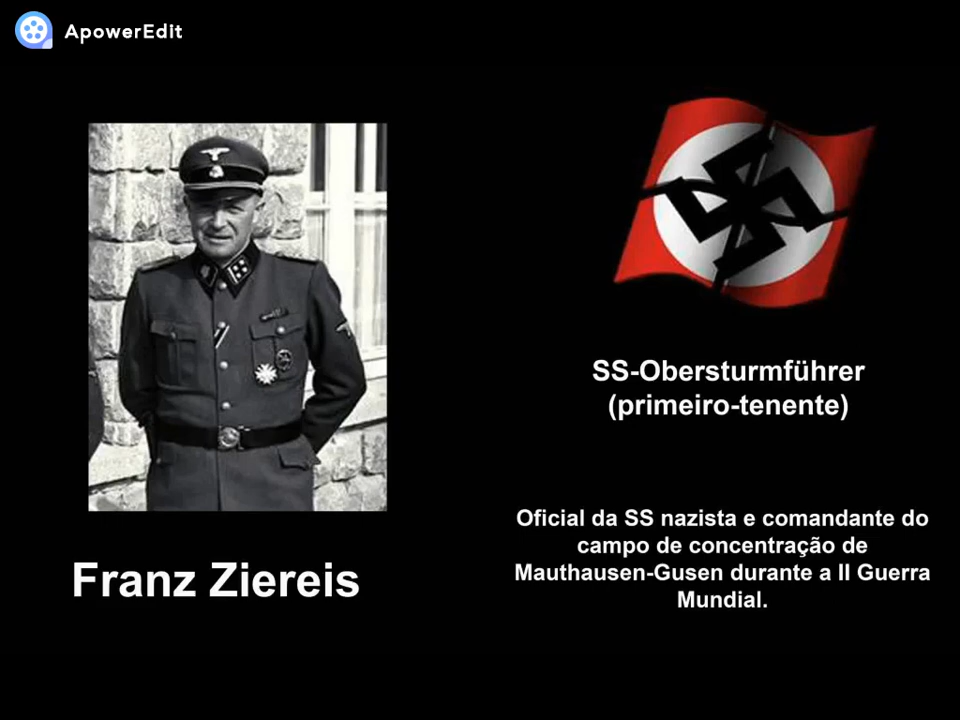 ApowerEdit
SS-Obersturmführer
(primeiro-tenente)
Oficial da SS nazista e comandante do
campo de concentração de
Mauthausen-Gusen durante a II Guerra
Mundial.
Franz Ziereis